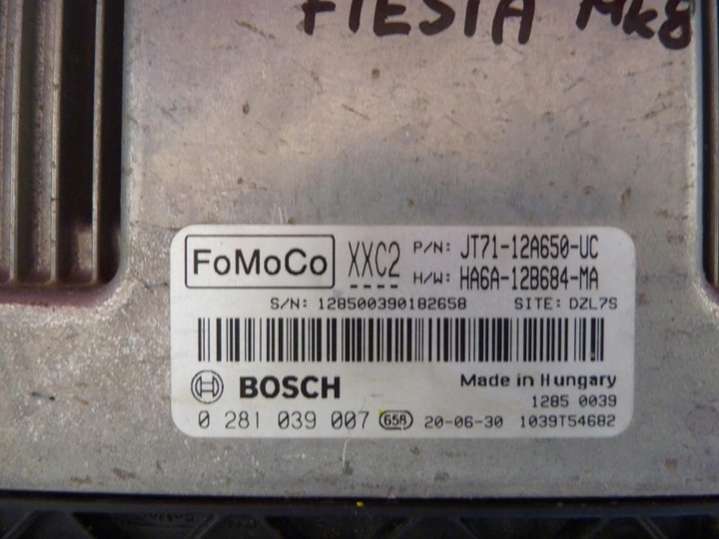 FIESTA MK8
FoMoCo XXC2 P/N: JT71-12A650-UC
H/W: HA6A-12B684-MA
S/N: 128500390182658 SITE: DZL7S
BOSCH Made in Hungary
1285 0039
0 281 039 007 658 20-06-30 1039T54682